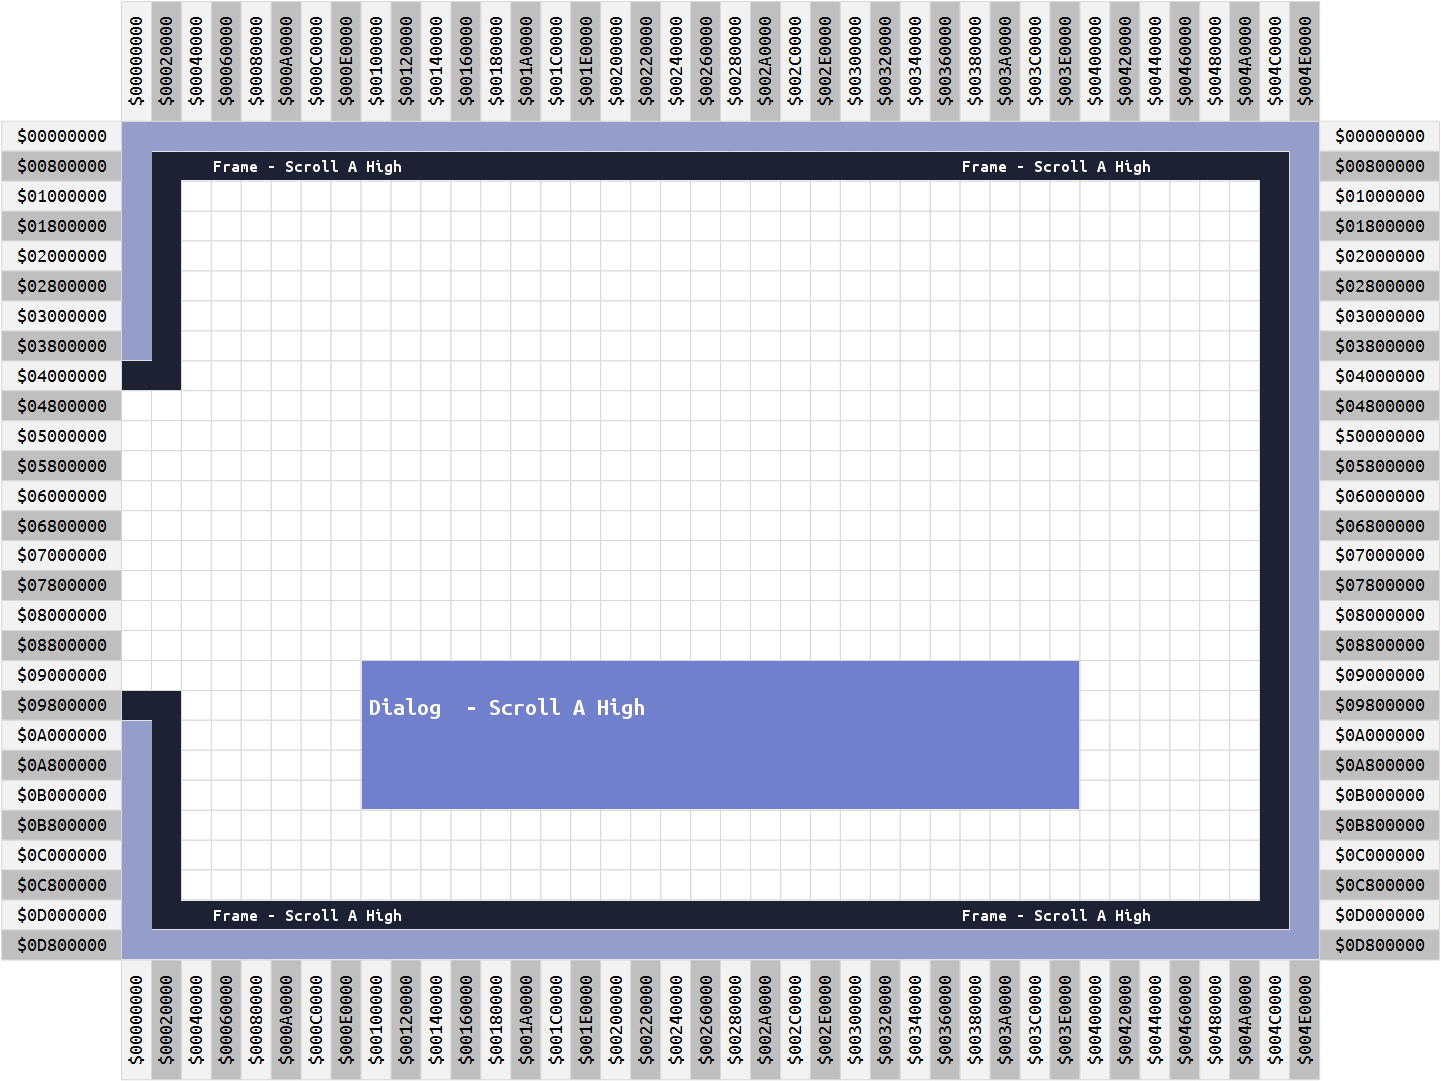 $00000000 $00020000 $00040000 $00060000 $00080000 $000A0000 $000C0000 $000E0000 $00100000 $00120000 $00140000 $00160000 $00180000 $001A0000 $001C0000 $001E0000 $00200000 $00220000 $00240000 $00260000 $00280000 $002A0000 $002C0000 $002E0000 $00300000 $00320000 $00340000 $00360000 $00380000 $003A0000 $003C0000 $003E0000 $00400000 $00420000 $00440000 $00460000 $00480000 $004A0000 $004C0000 $004E0000
$00000000 $00000000
$00800000 Frame - Scroll A High Frame - Scroll A High $00800000
$01000000 $01000000
$01800000 $01800000
$02000000 $02000000
$02800000 $02800000
$03000000 $03000000
$03800000 $03800000
$04000000 $04000000
$04800000 $04800000
$05000000 $50000000
$05800000 $05800000
$06000000 $06000000
$06800000 $06800000
$07000000 $07000000
$07800000 $07800000
$08000000 $08000000
$08800000 $08800000
$09000000 $09000000
$09800000 Dialog  - Scroll A High $09800000
$0A000000 $0A000000
$0A800000 $0A800000
$0B000000 $0B000000
$0B800000 $0B800000
$0C000000 $0C000000
$0C800000 $0C800000
$0D000000 Frame - Scroll A High Frame - Scroll A High $0D000000
$0D800000 $0D800000
$00000000 $00020000 $00040000 $00060000 $00080000 $000A0000 $000C0000 $000E0000 $00100000 $00120000 $00140000 $00160000 $00180000 $001A0000 $001C0000 $001E0000 $00200000 $00220000 $00240000 $00260000 $00280000 $002A0000 $002C0000 $002E0000 $00300000 $00320000 $00340000 $00360000 $00380000 $003A0000 $003C0000 $003E0000 $00400000 $00420000 $00440000 $00460000 $00480000 $004A0000 $004C0000 $004E0000